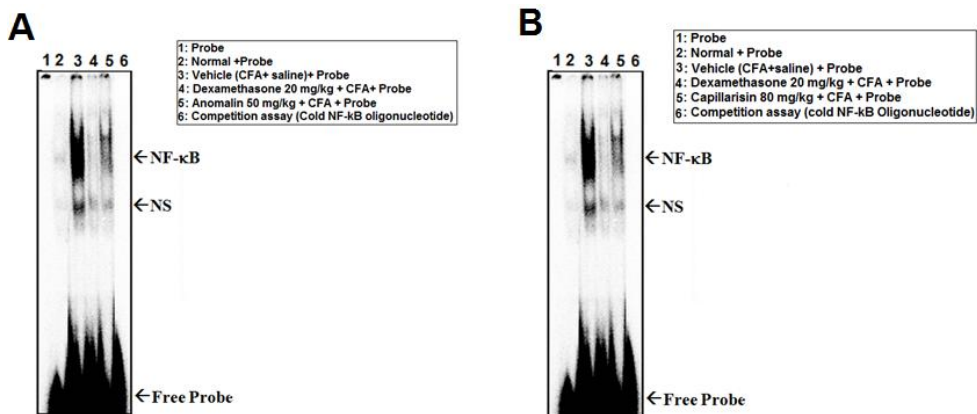 A
1: Probe
2: Normal +Probe
3: Vehicle (CFA+ saline)+ Probe
4: Dexamethasone 20 mg/kg + CFA+ Probe
5: Anomalin 50 mg/kg + CFA + Probe
6: Competition assay (Cold NF-kB oligonucleotide)
1 2 3 4 5 6
←NF-κB
←NS
←Free Probe
B
1: Probe
2: Normal + Probe
3: Vehicle (CFA+saline) + Probe
4: Dexamethasone 20 mg/kg + CFA + Probe
5: Capillarisin 80 mg/kg + CFA + Probe
6: Competition assay (cold NF-kB Oligonucleotide)
1 2 3 4 5 6
←NF-κB
←NS
←Free Probe